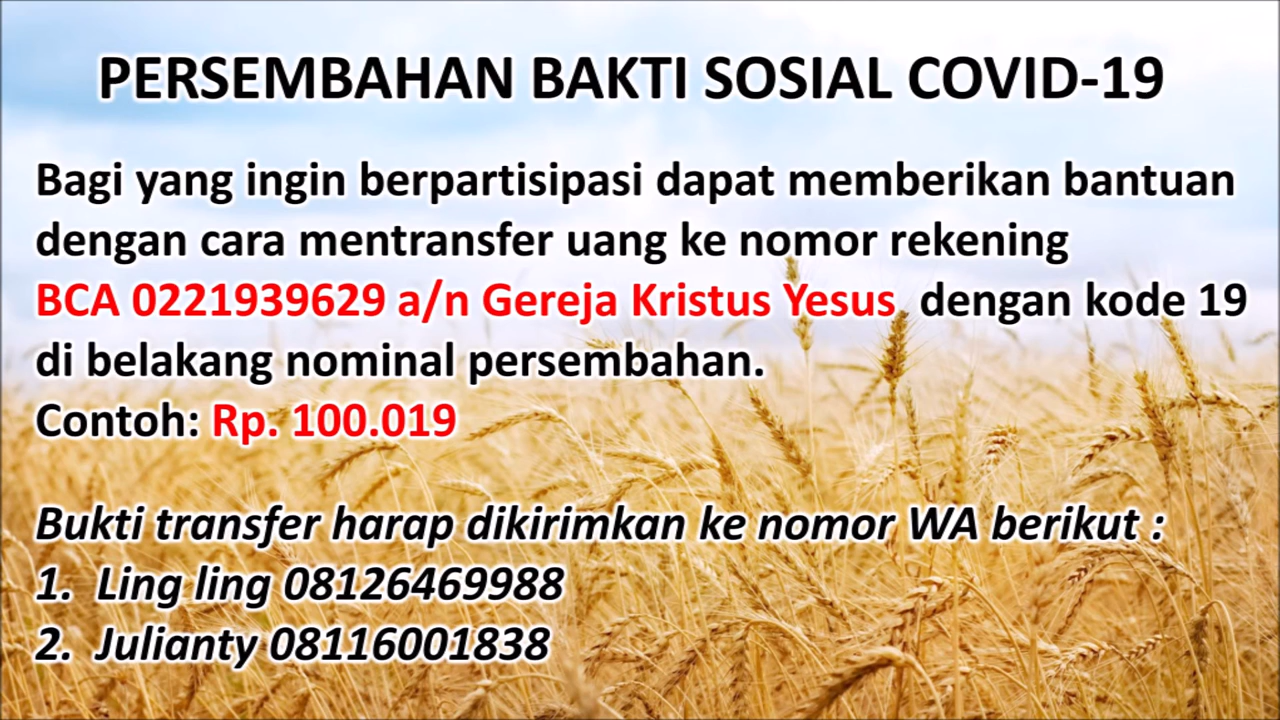 PERSEMBAHAN BAKTI SOSIAL COVID-19
Bagi yang ingin berpartisipasi dapat memberikan bantuan
dengan cara mentransfer uang ke nomor rekening
BCA 0221939629 a/n Gereja Kristus Yesus dengan kode 19
di belakang nominal persembahan.
Contoh: Rp. 100.019
Bukti transfer harap dikirimkan ke nomor WA berikut :
1. Ling ling 08126469988
2. Julianty 08116001838